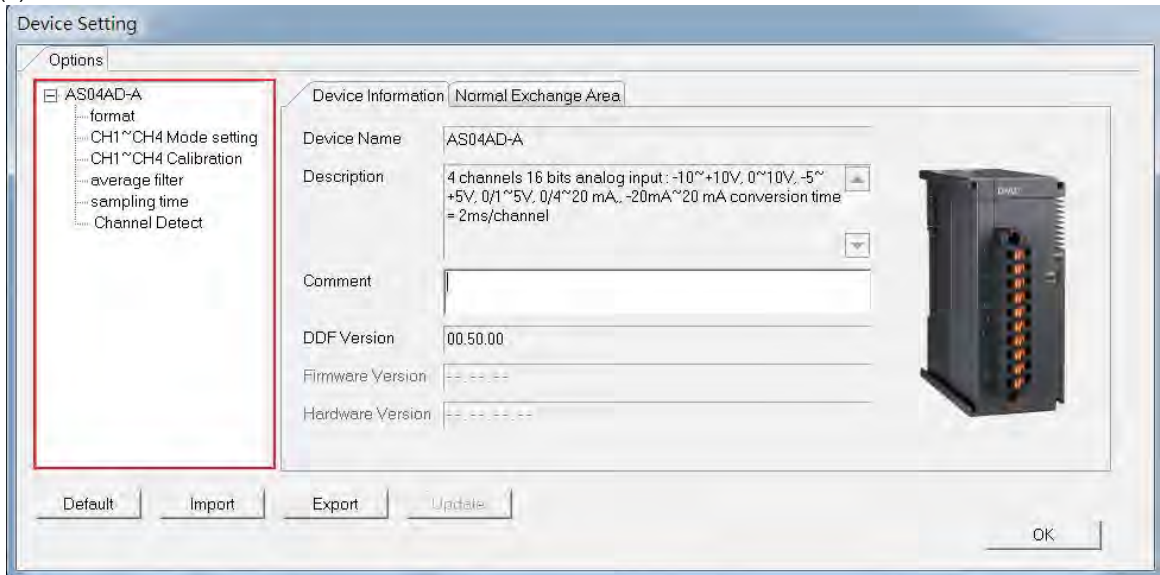 Device Setting
Options
AS04AD-A
format
CH1~CH4 Mode setting
CH1~CH4 Calibration
average filter
sampling time
Channel Detect
Device Information
Normal Exchange Area
Device Name
AS04AD-A
Description
4 channels 16 bits analog input : -10~+10V, 0~10V, -5~
+5V, 0/1~5V, 0/4~20 mA,, -20mA~20 mA conversion time
= 2ms/channel
Comment
DDF Version
00.50.00
Firmware Version
-- -- --
Hardware Version
-- -- -- --
Default
Import
Export
Update
OK